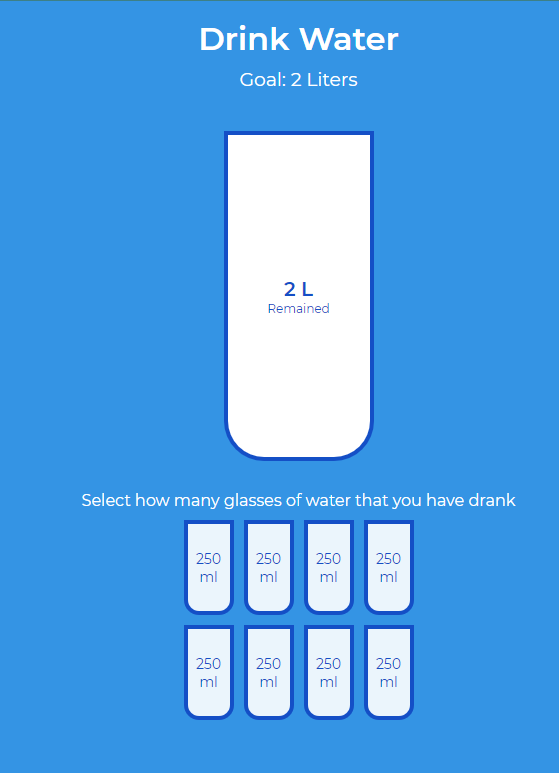 Drink Water
Goal: 2 Liters
2 L
Remained
Select how many glasses of water that you have drank
250 250 250 250
ml ml ml ml
250 250 250 250
ml ml ml ml